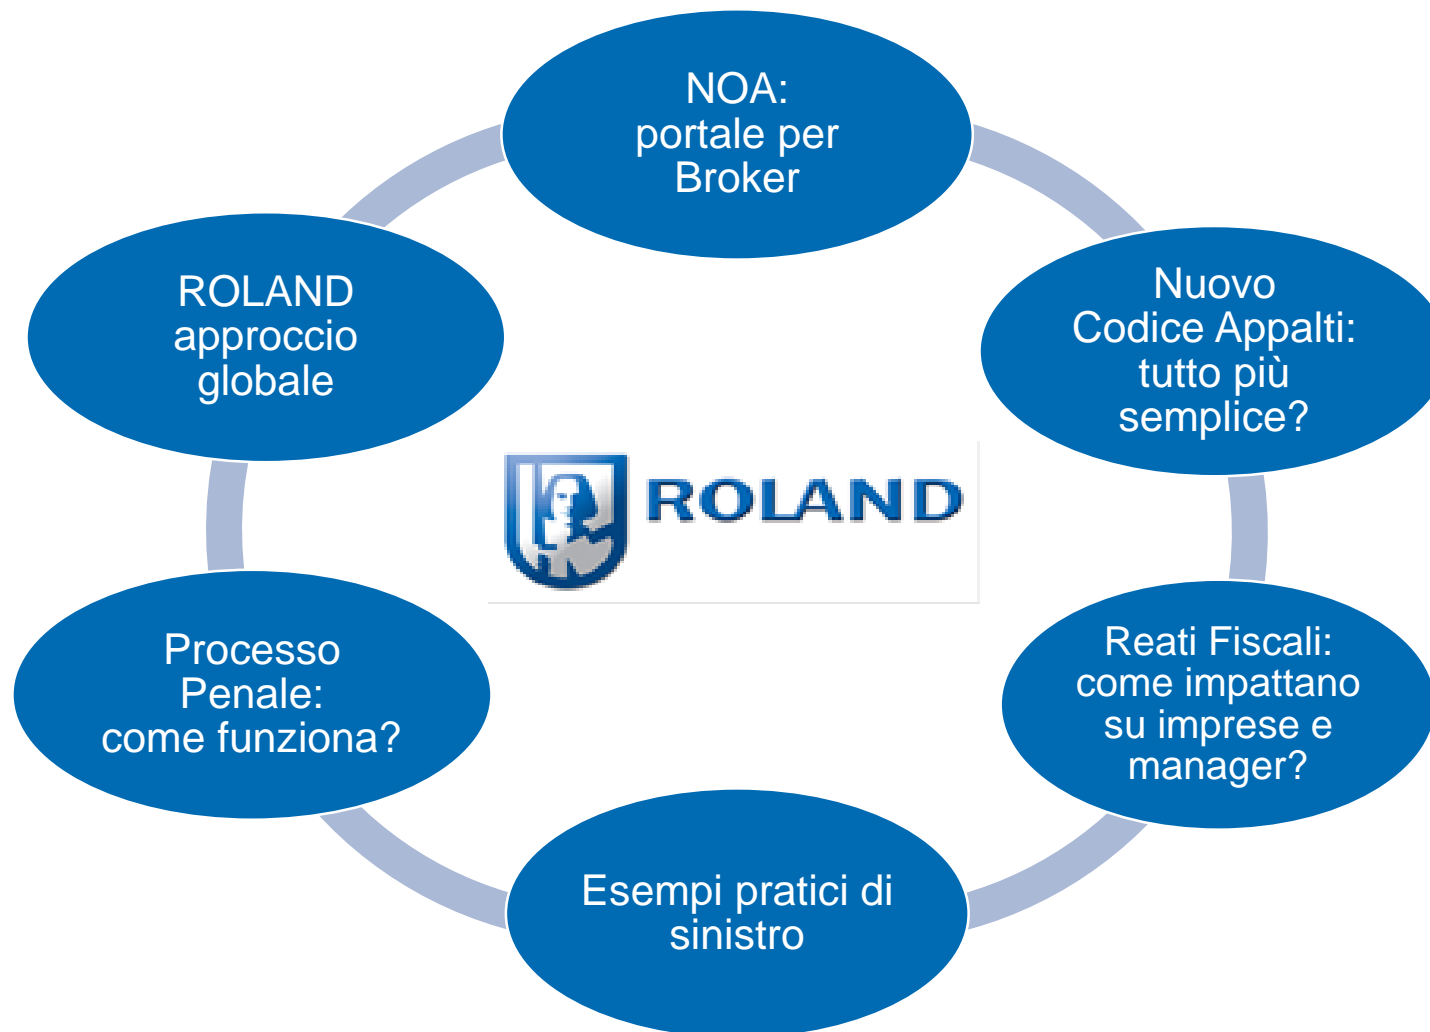 NOA:
portale per
Broker
Nuovo
Codice Appalti:
tutto più
semplice?
Reati Fiscali:
come impattano
su imprese e
manager?
Esempi pratici di
sinistro
Processo
Penale:
come funziona?
ROLAND
approccio
globale
ROLAND